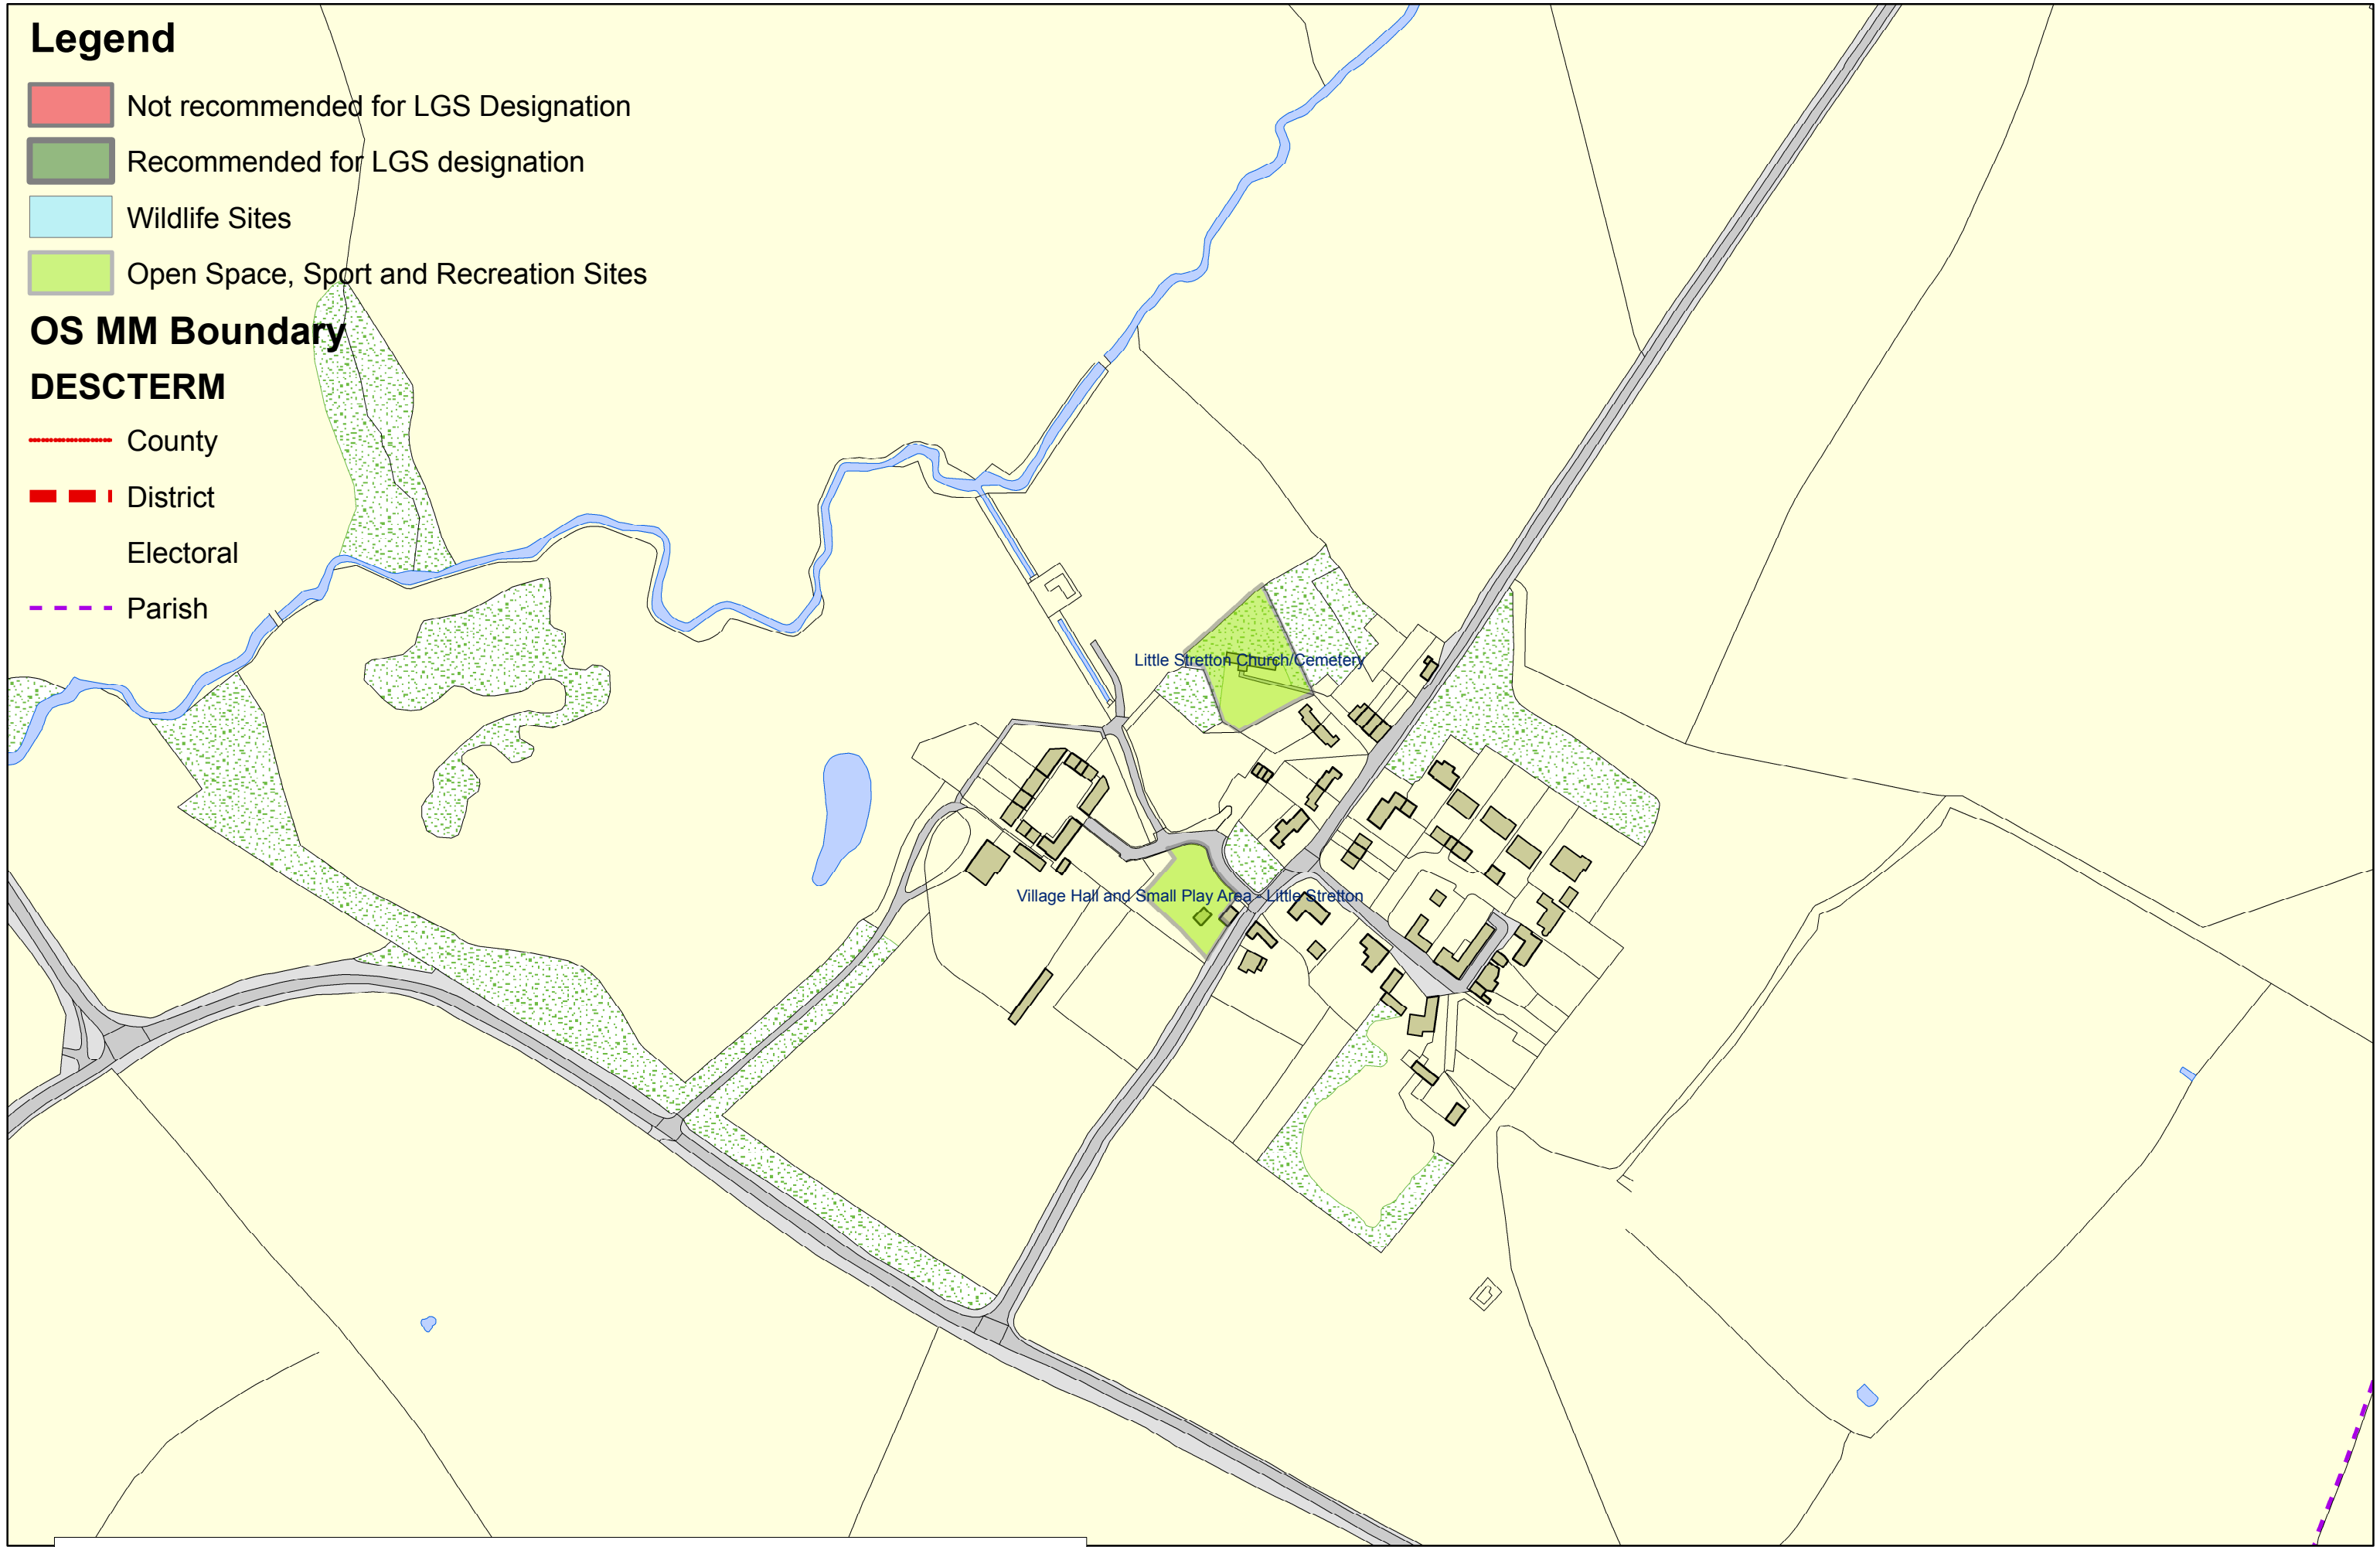 Legend
Not recommended for LGS Designation
Recommended for LGS designation
Wildlife Sites
Open Space, Sport and Recreation Sites
OS MM Boundary
DESCTERM
County
District
Electoral
Parish
Little Stretton Church/Cemetery
Village Hall and Small Play Area - Little Stretton